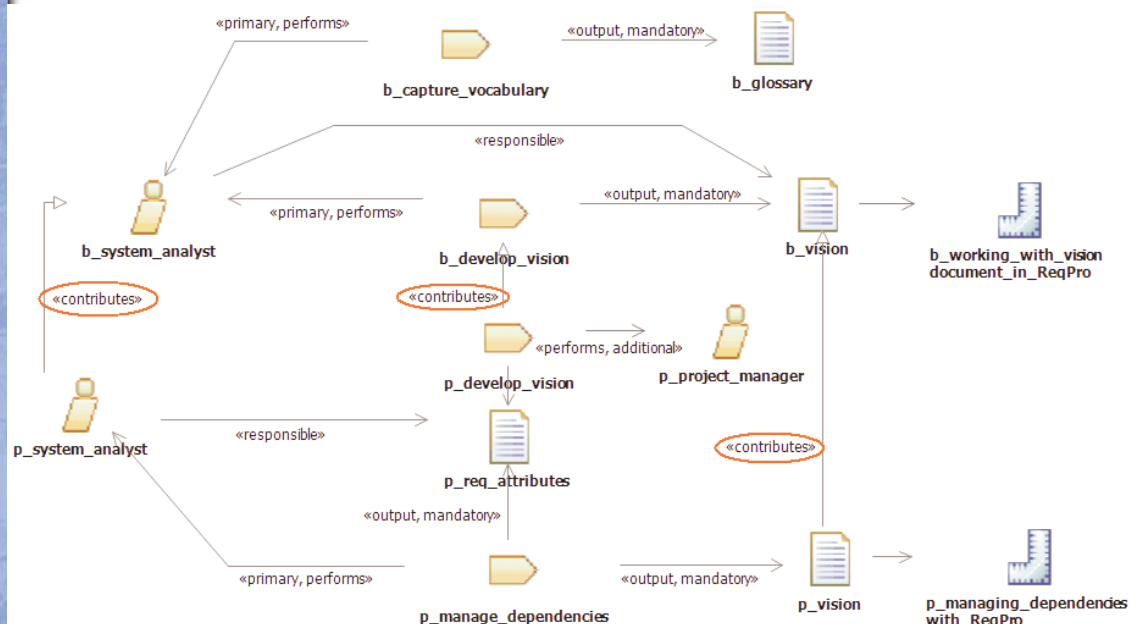 «primary, performs»
«output, mandatory»
b_capture_vocabulary
b_glossary
«responsible»
«primary, performs»
«output, mandatory»
b_system_analyst
b_develop_vision
b_vision
b_working_with_vision
document_in_ReqPro
«contributes»
«contributes»
«performs, additional»
p_develop_vision
p_project_manager
p_system_analyst
«responsible»
«contributes»
p_req_attributes
«output, mandatory»
«primary, performs»
«output, mandatory»
p_manage_dependencies
p_vision
p_managing_dependencies
with_ReqPro